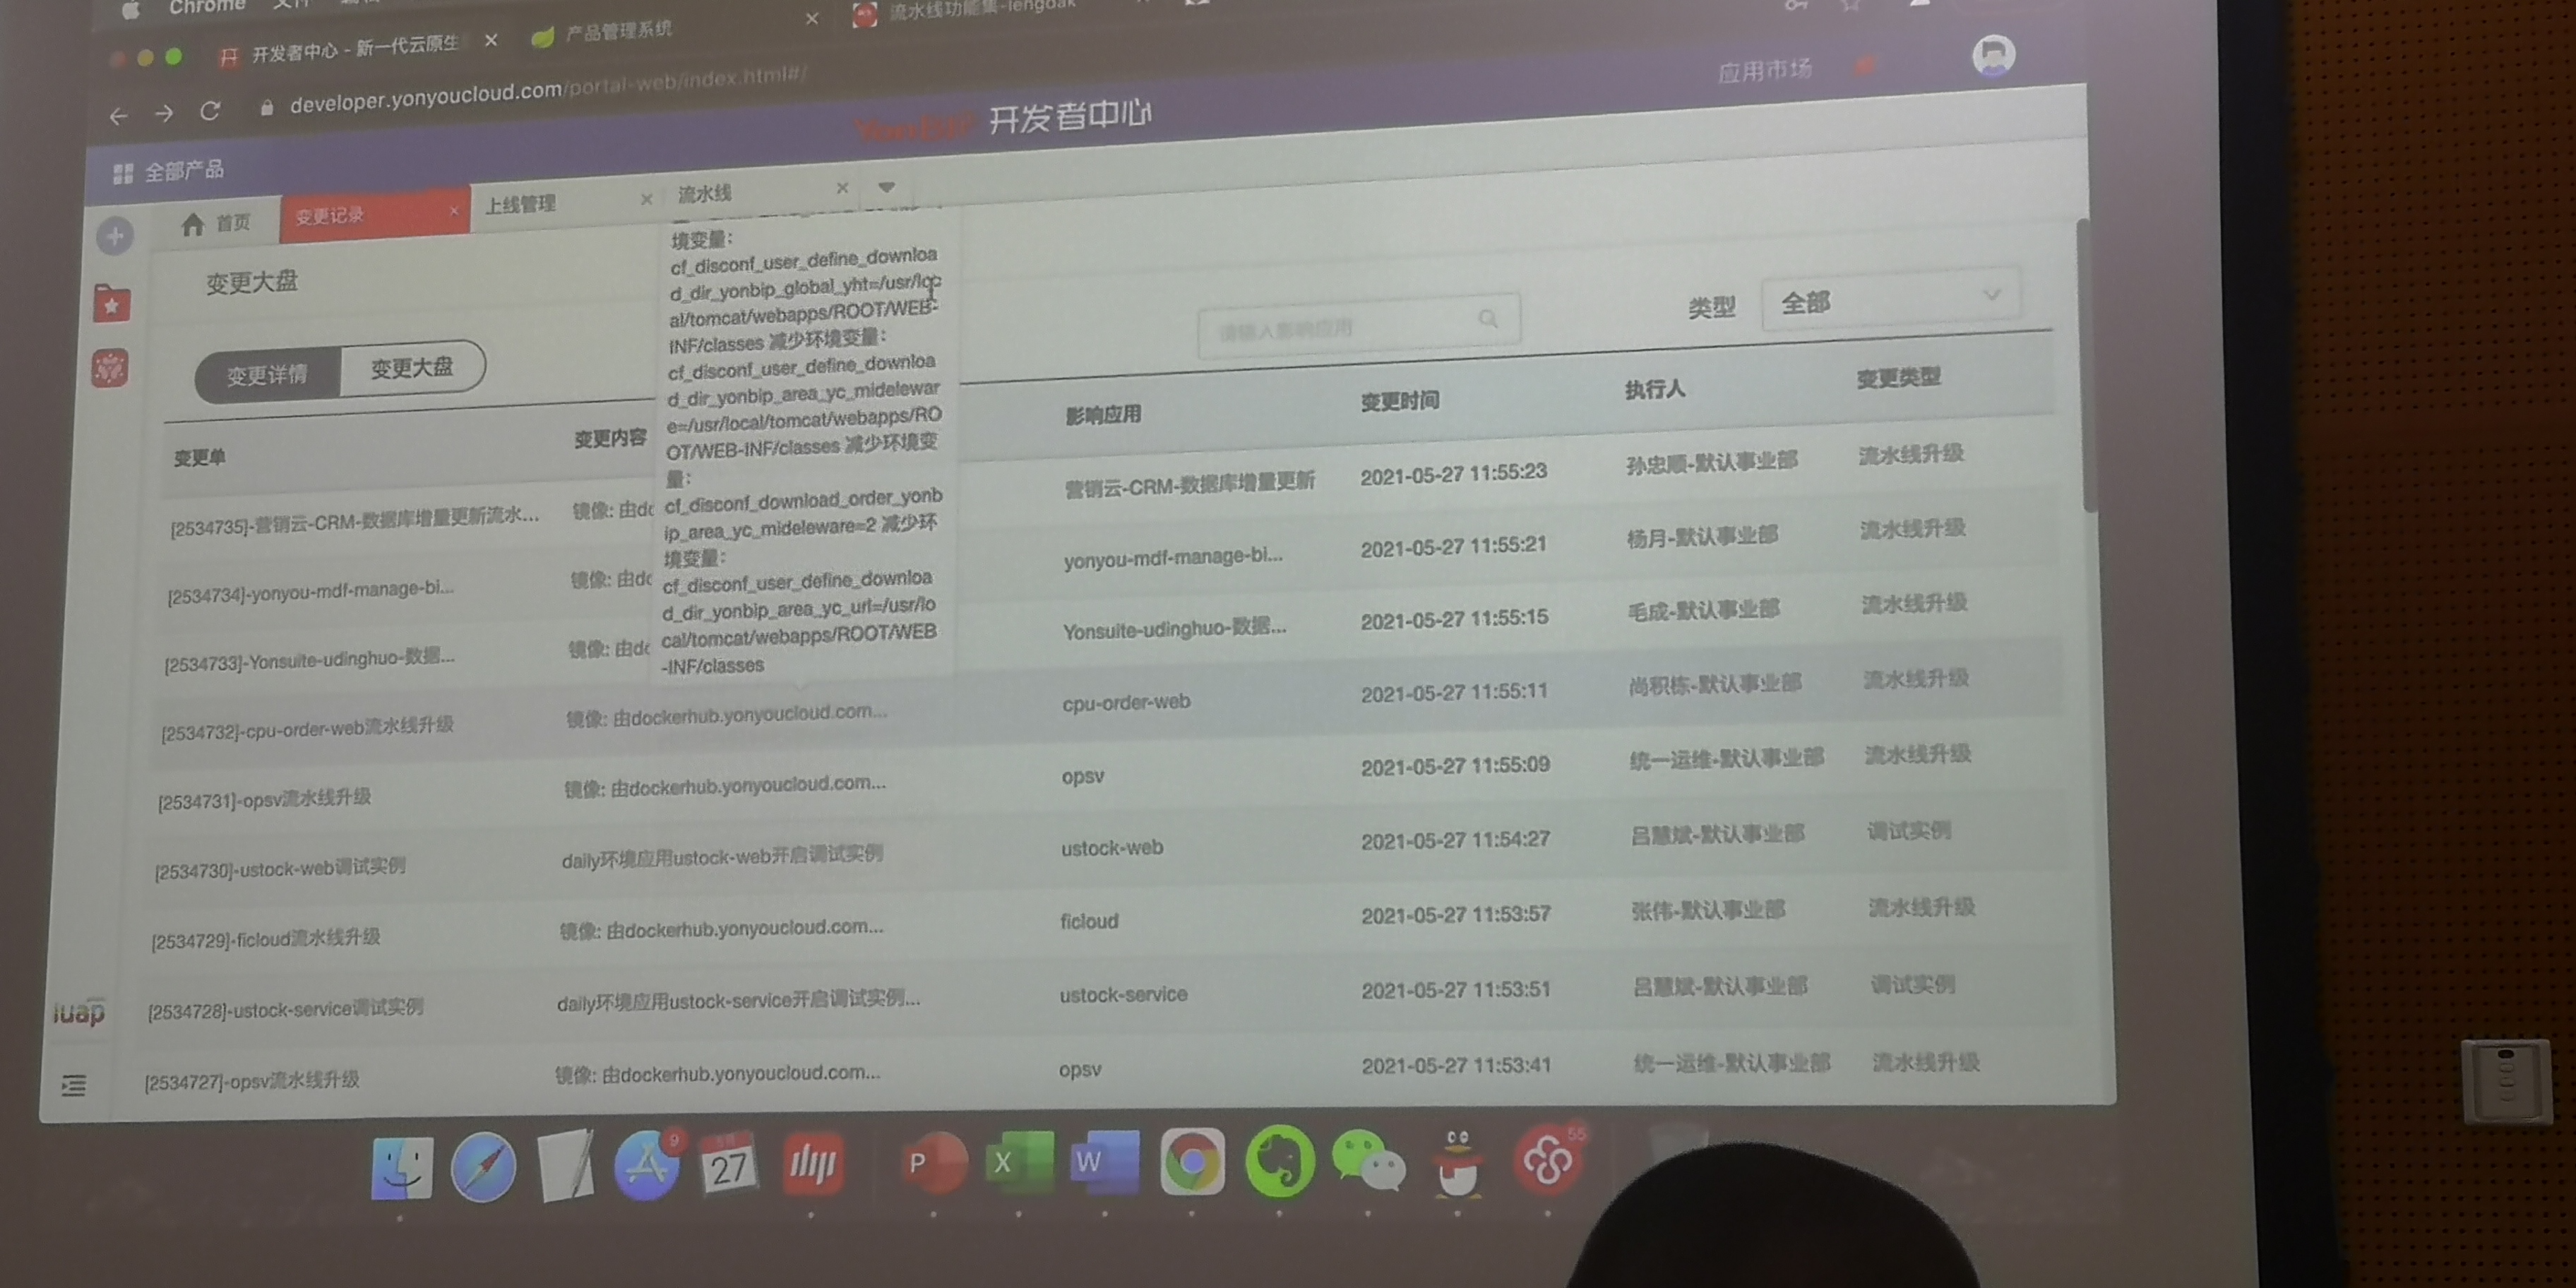 Chrome
开发者中心 - 新一代云原生
产品管理系统
流水线功能集-lengoak
developer.yonyoucloud.com/portal-web/index.html#/
应用市场
YonBIP 开发者中心
全部产品
首页
变更记录
上线管理
流水线
变更大盘
变更详情
变更大盘
请输入影响应用
类型
全部
境变量:
cf_disconf_user_define_downloa
d_dir_yonbip_global_yht=/usr/loc
al/tomcat/webapps/ROOT/WEB-
INF/classes 减少环境变量:
cf_disconf_user_define_downloa
d_dir_yonbip_area_yc_midelewar
e=/usr/local/tomcat/webapps/RO
OT/WEB-INF/classes 减少环境变
量:
cf_disconf_download_order_yonb
ip_area_yc_mideleware=2 减少环
境变量:
cf_disconf_user_define_downloa
d_dir_yonbip_area_yc_url=/usr/lo
cal/tomcat/webapps/ROOT/WEB
-INF/classes
变更单 变更内容 影响应用 变更时间 执行人 变更类型
[2534735]-营销云-CRM-数据库增量更新流水... 镜像: 由dc 营销云-CRM-数据库增量更新 2021-05-27 11:55:23 孙忠顺-默认事业部 流水线升级
[2534734]-yonyou-mdf-manage-bi... 镜像: 由dc yonyou-mdf-manage-bi... 2021-05-27 11:55:21 杨月-默认事业部 流水线升级
[2534733]-Yonsuite-udinghuo-数据... 镜像: 由dc Yonsuite-udinghuo-数据... 2021-05-27 11:55:15 毛成-默认事业部 流水线升级
[2534732]-cpu-order-web流水线升级 镜像: 由dockerhub.yonyoucloud.com... cpu-order-web 2021-05-27 11:55:11 尚积栋-默认事业部 流水线升级
[2534731]-opsv流水线升级 镜像: 由dockerhub.yonyoucloud.com... opsv 2021-05-27 11:55:09 统一运维-默认事业部 流水线升级
[2534730]-ustock-web调试实例 daily环境应用ustock-web开启调试实例 ustock-web 2021-05-27 11:54:27 吕慧斌-默认事业部 调试实例
[2534729]-ficloud流水线升级 镜像: 由dockerhub.yonyoucloud.com... ficloud 2021-05-27 11:53:57 张伟-默认事业部 流水线升级
[2534728]-ustock-service调试实例 daily环境应用ustock-service开启调试实例... ustock-service 2021-05-27 11:53:51 吕慧斌-默认事业部 调试实例
[2534727]-opsv流水线升级 镜像: 由dockerhub.yonyoucloud.com... opsv 2021-05-27 11:53:41 统一运维-默认事业部 流水线升级
iuap
9
27
P
X
W
55